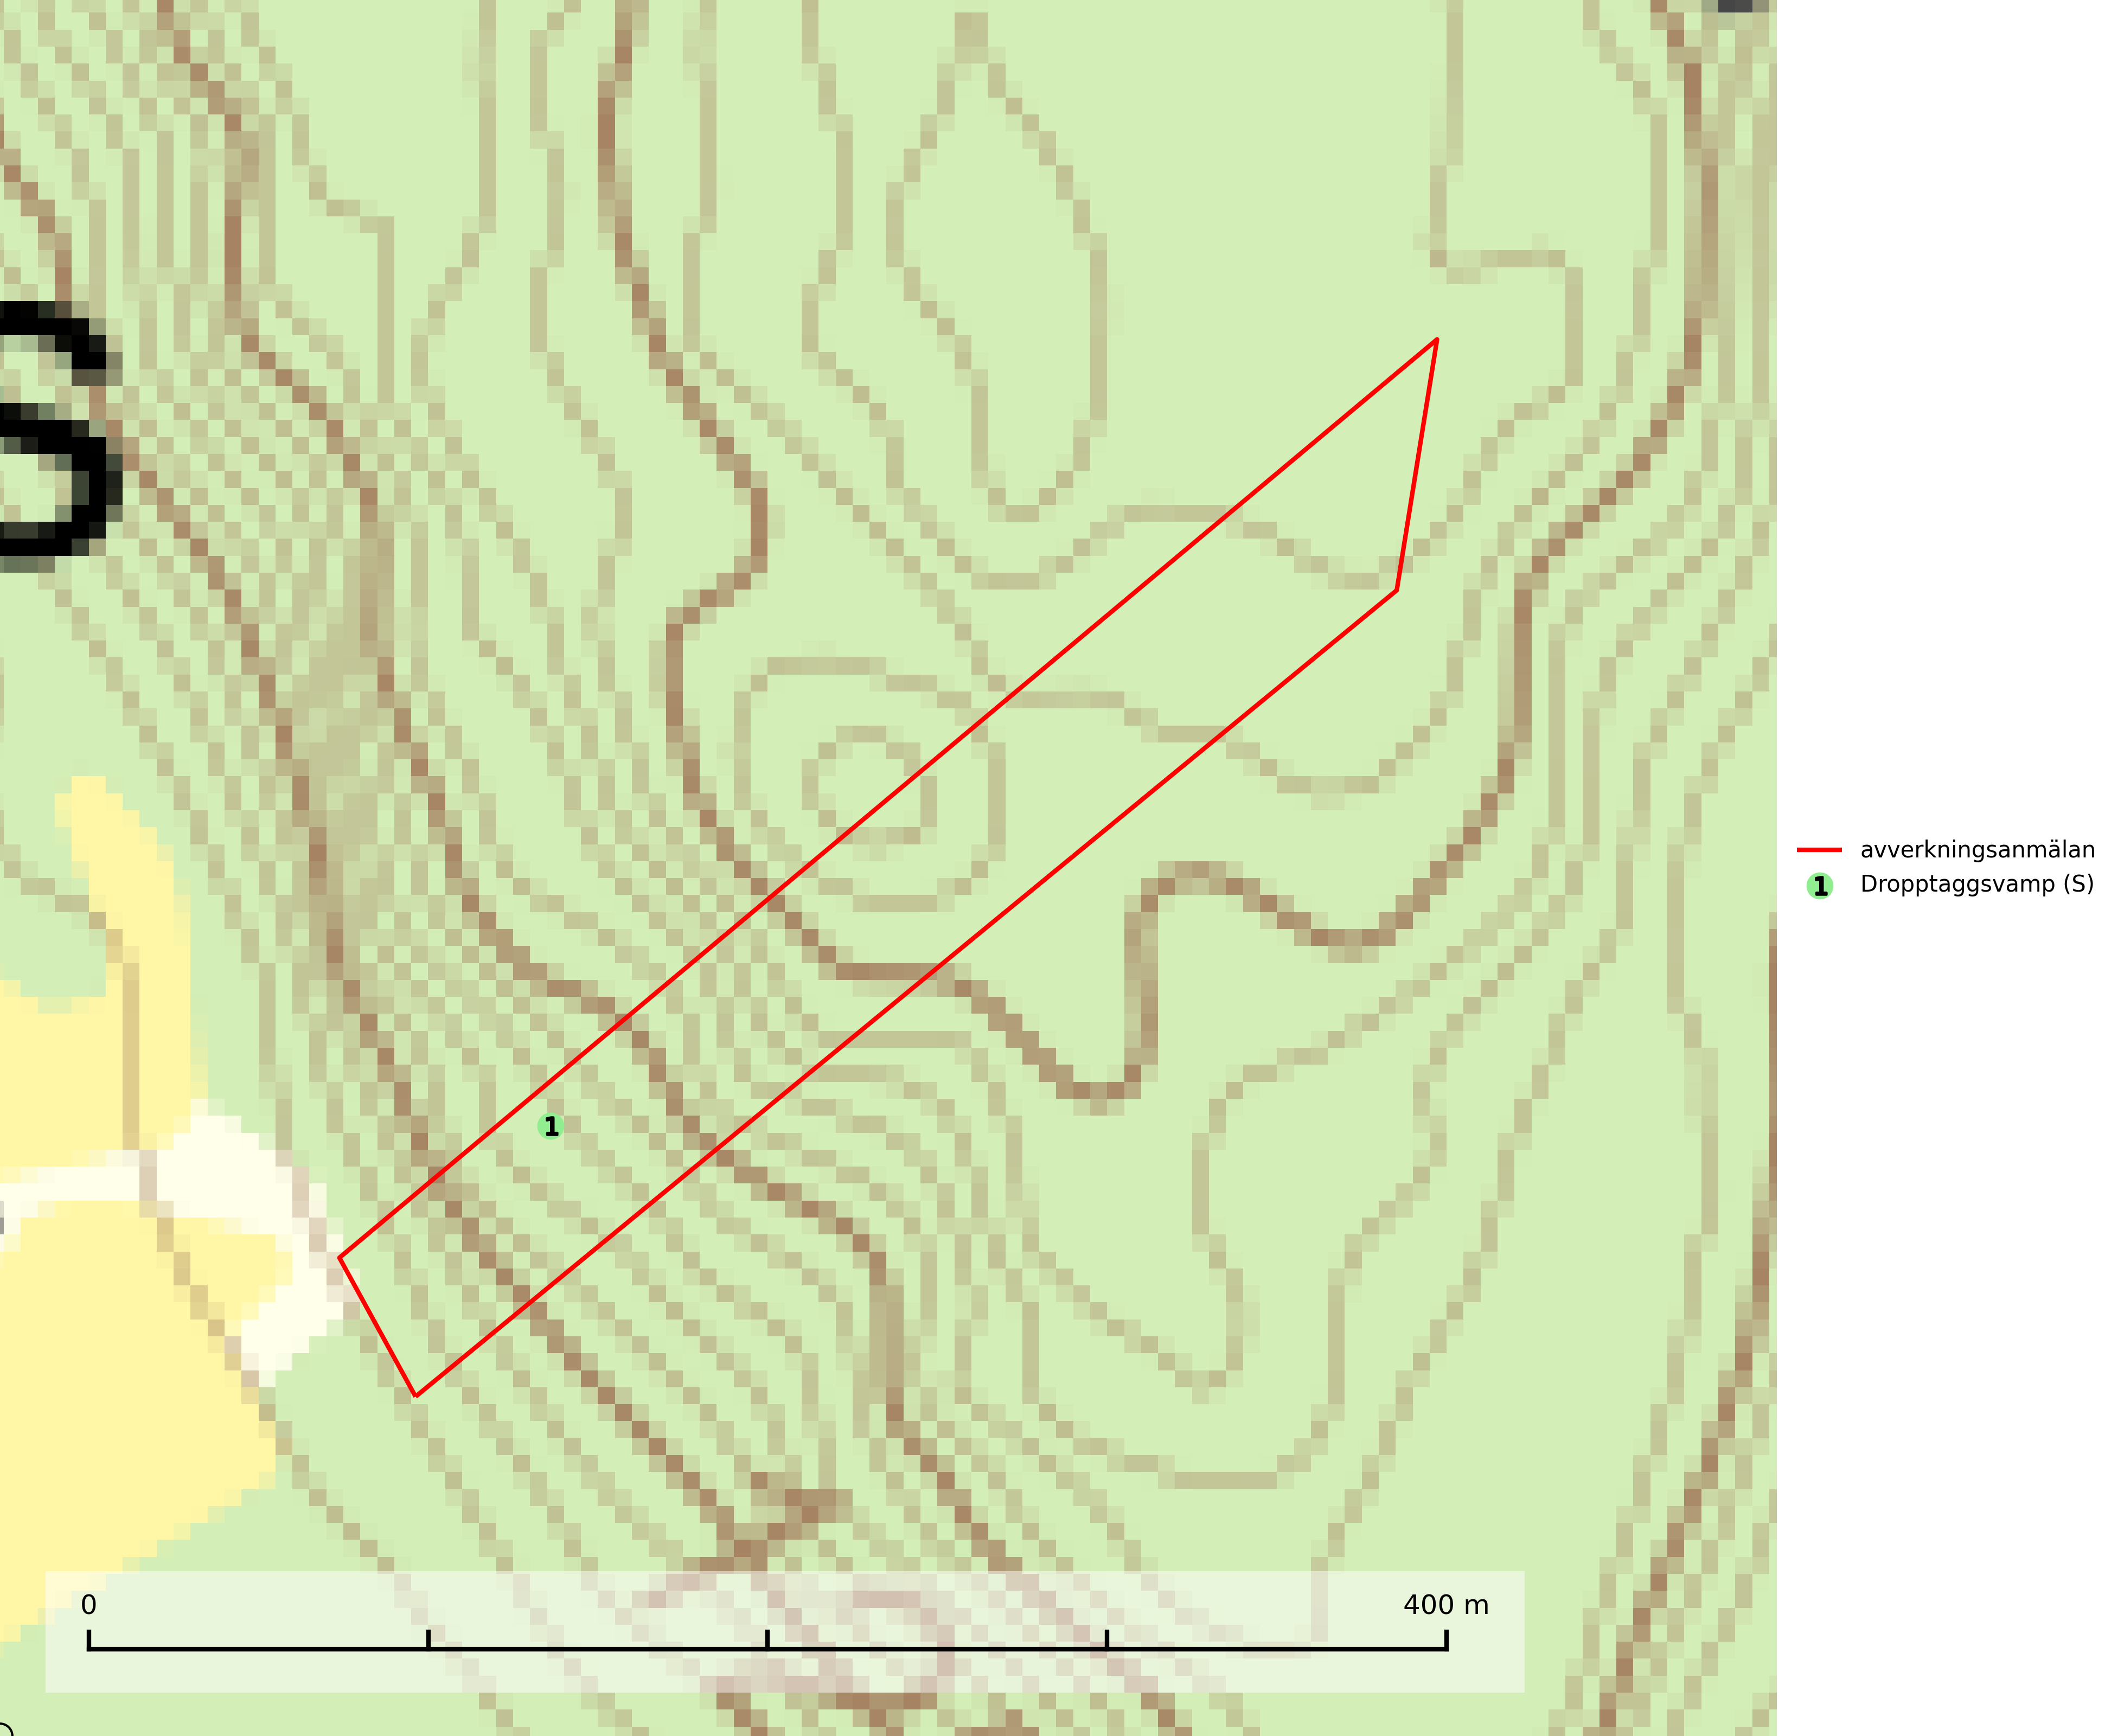 S
1
avverkningsanmälan
1 Dropptaggsvamp (S)
0 400 m